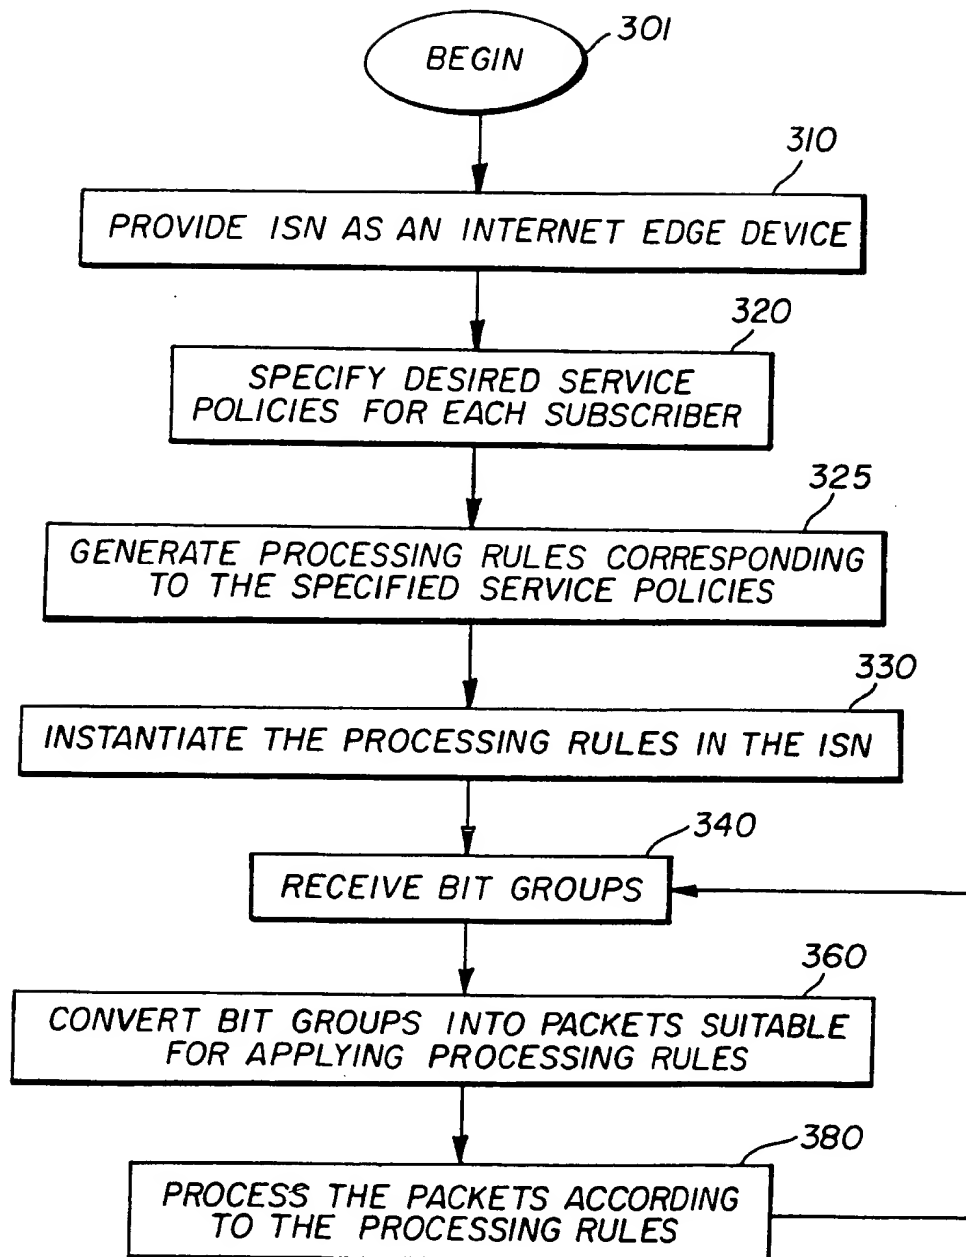 BEGIN
301
310
PROVIDE ISN AS AN INTERNET EDGE DEVICE
320
SPECIFY DESIRED SERVICE
POLICIES FOR EACH SUBSCRIBER
325
GENERATE PROCESSING RULES CORRESPONDING
TO THE SPECIFIED SERVICE POLICIES
330
INSTANTIATE THE PROCESSING RULES IN THE ISN
340
RECEIVE BIT GROUPS
360
CONVERT BIT GROUPS INTO PACKETS SUITABLE
FOR APPLYING PROCESSING RULES
380
PROCESS THE PACKETS ACCORDING
TO THE PROCESSING RULES